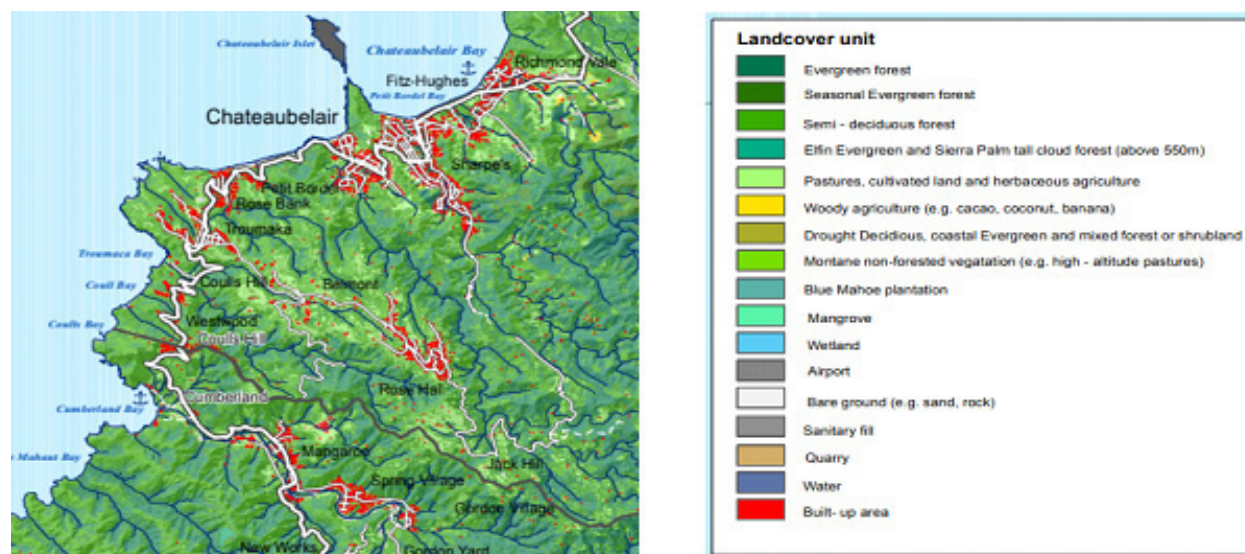 Chateaubelair Islet
Chateaubelair Bay
Richmond Vale
Fitz-Hughes
Petit Bordel Bay
Chateaubelair
Sharpe's
Petit Bordel
Rose Bank
Troumaka
Troumaca Bay
Coulls Hill
Belmont
Coull Bay
Westwood
Coulls Bay
Coulls Hill
Rose Hall
Cumberland
Cumberland Bay
Mangaroo
Mahaut Bay
Jack Hill
Spring Village
Gordon Village
New Works
Gordon Yard
Landcover unit
Evergreen forest
Seasonal Evergreen forest
Semi - deciduous forest
Elfin Evergreen and Sierra Palm tall cloud forest (above 550m)
Pastures, cultivated land and herbaceous agriculture
Woody agriculture (e.g. cacao, coconut, banana)
Drought Decidious, coastal Evergreen and mixed forest or shrubland
Montane non-forested vegatation (e.g. high - altitude pastures)
Blue Mahoe plantation
Mangrove
Wetland
Airport
Bare ground (e.g. sand, rock)
Sanitary fill
Quarry
Water
Built- up area